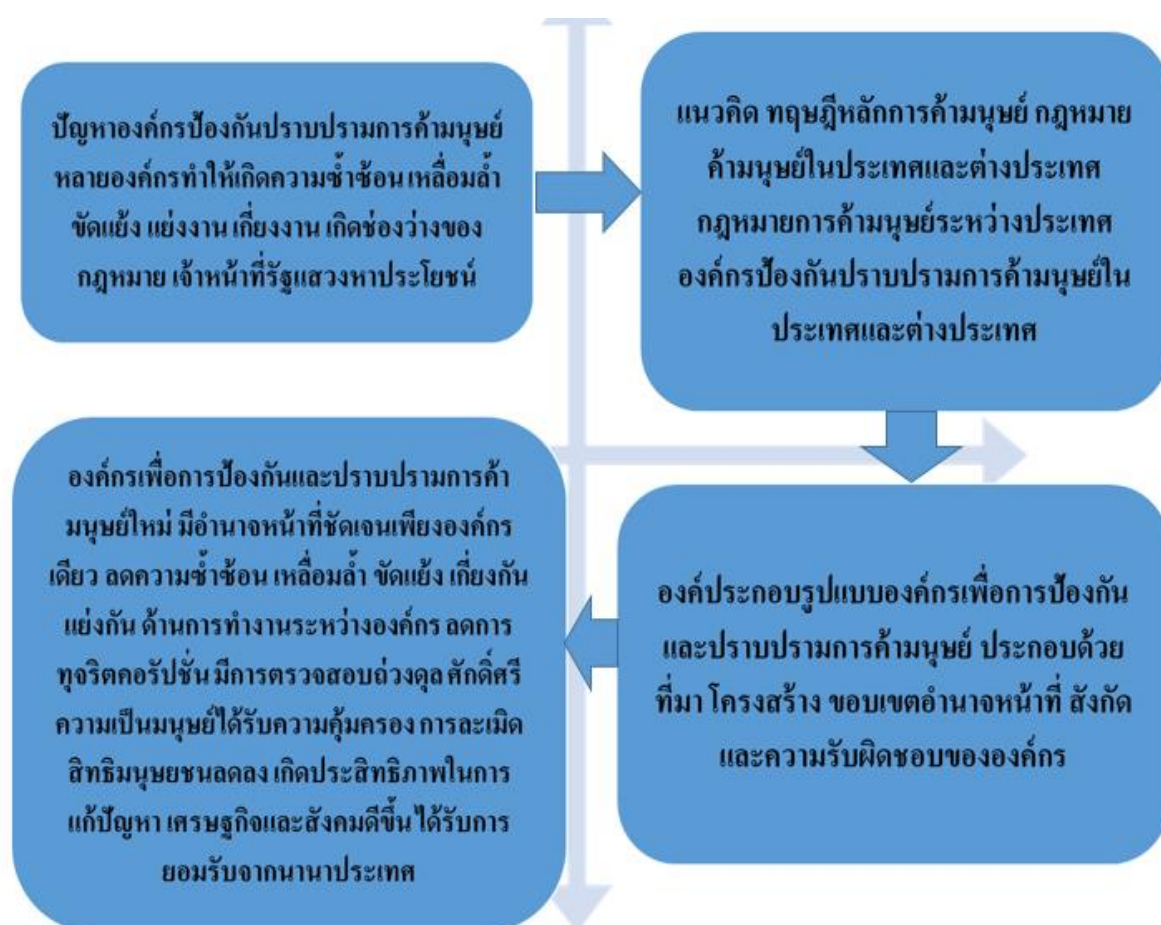 ปัญหาองค์กรป้องกันปราบปรามการค้ามนุษย์
หลายองค์กรทำให้เกิดความซ้ำซ้อน เหลื่อมล้ำ
ขัดแย้ง แย่งงาน เกี่ยงงาน เกิดช่องว่างของ
กฎหมาย เจ้าหน้าที่รัฐแสวงหาประโยชน์
แนวคิด ทฤษฎีหลักการค้ามนุษย์ กฎหมาย
ค้ามนุษย์ในประเทศและต่างประเทศ
กฎหมายการค้ามนุษย์ระหว่างประเทศ
องค์กรป้องกันปราบปรามการค้ามนุษย์ใน
ประเทศและต่างประเทศ
องค์ประกอบรูปแบบองค์กรเพื่อการป้องกัน
และปราบปรามการค้ามนุษย์ ประกอบด้วย
ที่มา โครงสร้าง ขอบเขตอำนาจหน้าที่ สังกัด
และความรับผิดชอบขององค์กร
องค์กรเพื่อการป้องกันและปราบปรามการค้า
มนุษย์ใหม่ มีอำนาจหน้าที่ชัดเจนเพียงองค์กร
เดียว ลดความซ้ำซ้อน เหลื่อมล้ำ ขัดแย้ง เกี่ยงกัน
แย่งกัน ด้านการทำงานระหว่างองค์กร ลดการ
ทุจริตคอรัปชั่น มีการตรวจสอบถ่วงดุล ศักดิ์ศรี
ความเป็นมนุษย์ได้รับความคุ้มครอง การละเมิด
สิทธิมนุษยชนลดลง เกิดประสิทธิภาพในการ
แก้ปัญหา เศรษฐกิจและสังคมดีขึ้น ได้รับการ
ยอมรับจากนานาประเทศ